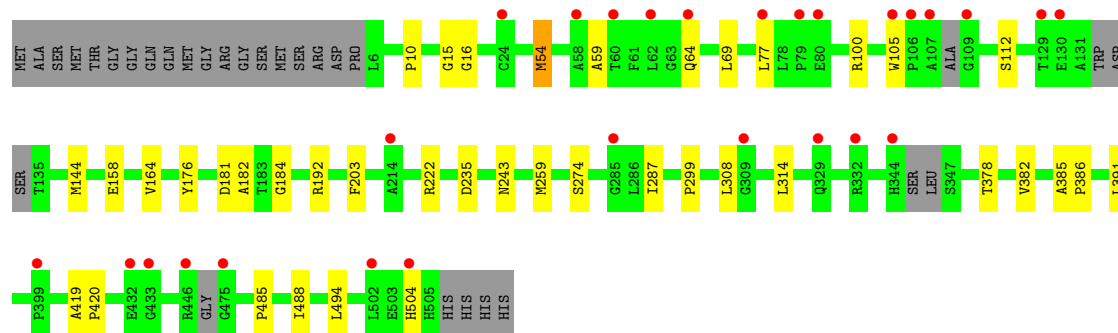 MET ALA SER MET THR GLY GLY GLN GLN MET GLY ARG GLY SER MET SER ARG ASP PRO L6 P10 G15 G16 C24 M54 A58 A59 T60 F61 L62 G63 Q64 L69 L77 L78 P79 E80 R100 W105 P106 A107 ALA G109 S112 T129 E130 A131 TRP ASP
SER T135 M144 E158 V164 Y176 D181 A182 T183 G184 R192 F203 A214 R222 D235 N243 M259 S274 G285 L286 I287 P299 L308 G309 L314 Q329 R332 H344 SER LEU S347 T378 V382 A385 P386 L391
P399 A419 P420 E432 G433 R446 GLY G475 P485 I488 L494 L502 E503 H504 H505 HIS HIS HIS HIS